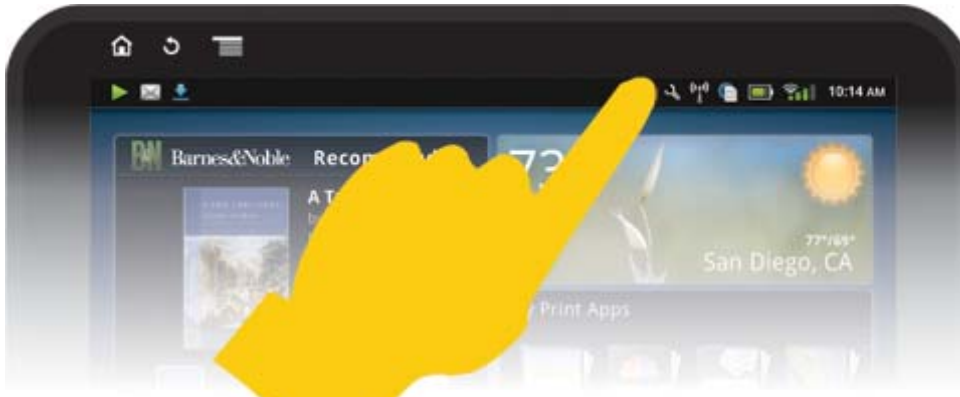 10:14 AM
Barnes&Noble Recom
73
A T
77°/69°
San Diego, CA
Print Apps